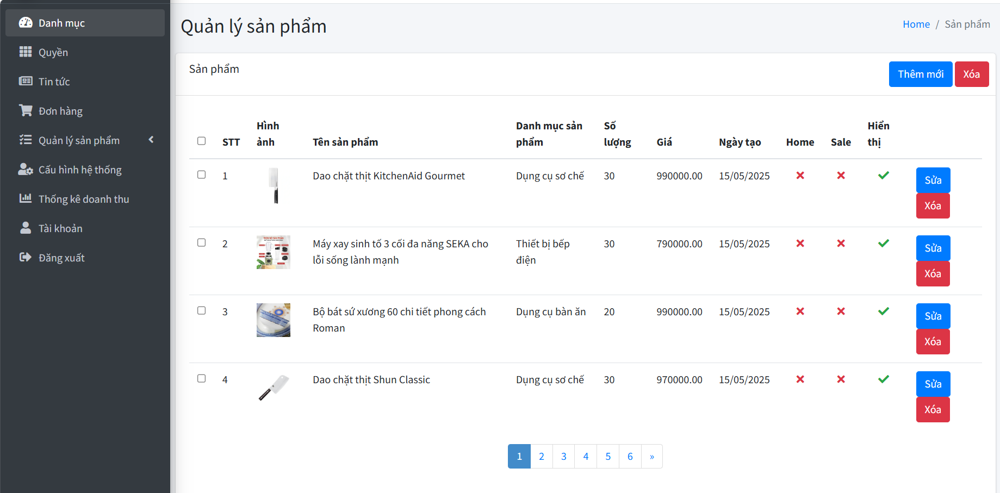 Danh mục
Quyền
Tin tức
Đơn hàng
Quản lý sản phẩm
Cấu hình hệ thống
Thống kê doanh thu
Tài khoản
Đăng xuất
Quản lý sản phẩm
Home / Sản phẩm
Sản phẩm
Thêm mới Xóa
STT Hình ảnh Tên sản phẩm Danh mục sản phẩm Số lượng Giá Ngày tạo Home Sale Hiển thị
1 Dao chặt thịt KitchenAid Gourmet Dụng cụ sơ chế 30 990000.00 15/05/2025 Sửa
Xóa
2 Máy xay sinh tố 3 cối đa năng SEKA cho Thiết bị bếp 30 790000.00 15/05/2025 Sửa
lỗi sống lành mạnh điện
Xóa
3 Bộ bát sứ xương 60 chi tiết phong cách Dụng cụ bàn ăn 20 990000.00 15/05/2025 Sửa
Roman
Xóa
4 Dao chặt thịt Shun Classic Dụng cụ sơ chế 30 970000.00 15/05/2025 Sửa
Xóa
1 2 3 4 5 6 »